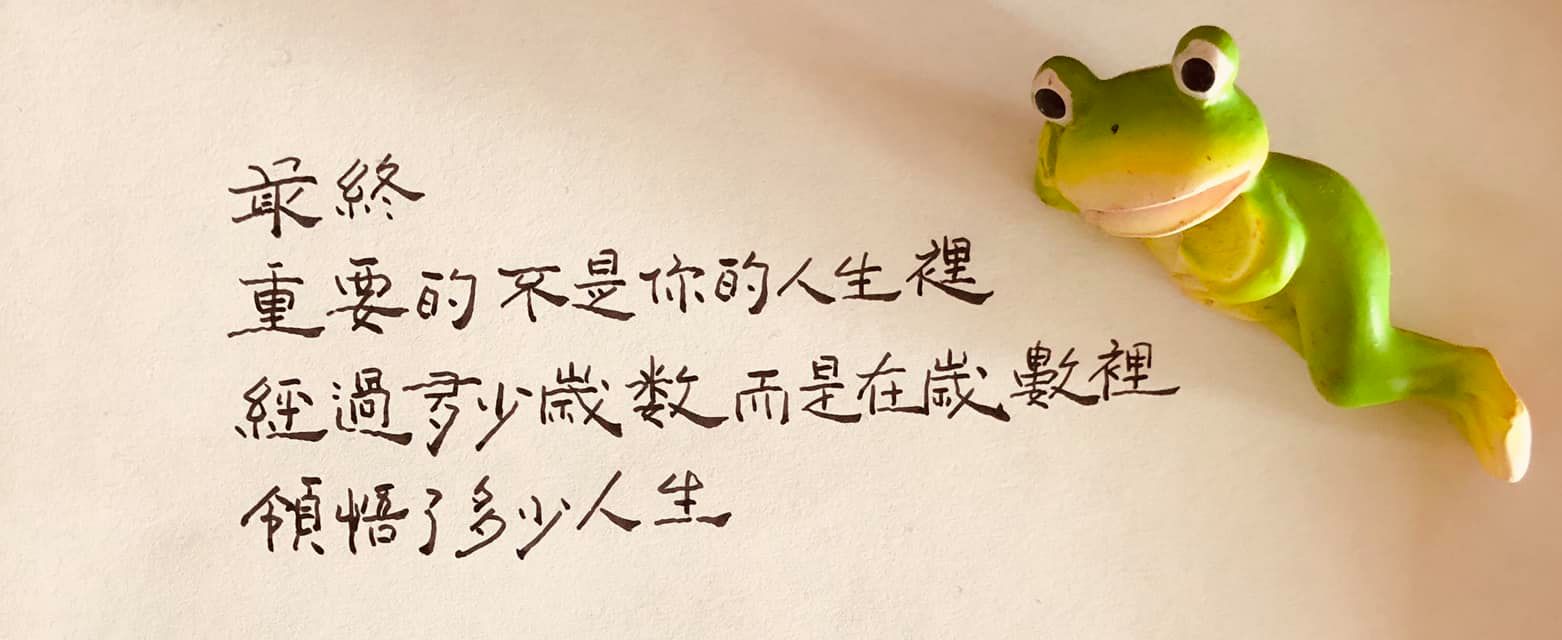 最終
重要的不是你的人生裡
經過多少歲数而是在歲數裡
領悟了多少人生